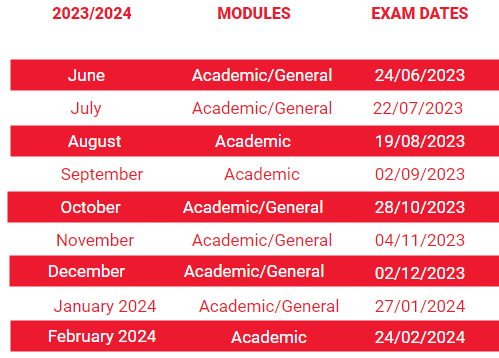 2023/2024 MODULES EXAM DATES
June Academic/General 24/06/2023
July Academic/General 22/07/2023
August Academic 19/08/2023
September Academic 02/09/2023
October Academic/General 28/10/2023
November Academic/General 04/11/2023
December Academic/General 02/12/2023
January 2024 Academic/General 27/01/2024
February 2024 Academic 24/02/2024